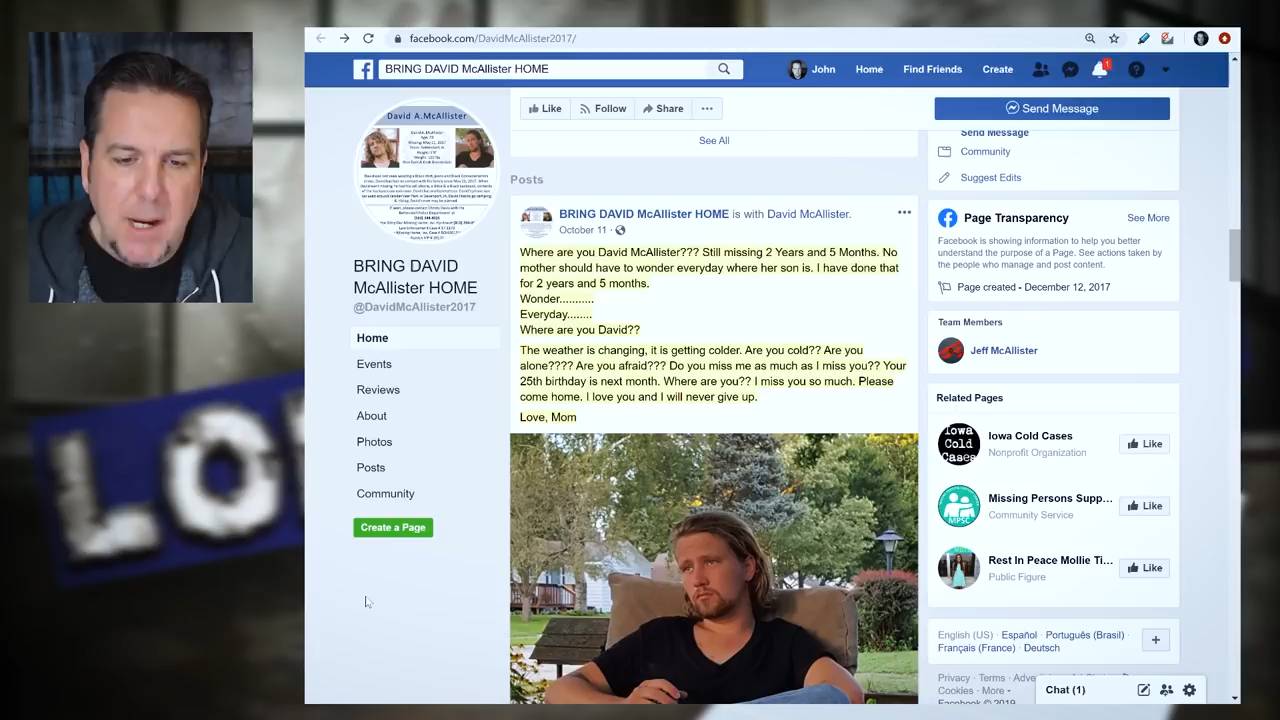 facebook.com/DavidMcAllister2017/
BRING DAVID McAllister HOME
John
Home
Find Friends
Create
1
David A.McAllister
Like
Follow
Share
Send Message
See All
Send Message
Community
Suggest Edits
Posts
BRING DAVID McAllister HOME is with David McAllister.
October 11
Where are you David McAllister??? Still missing 2 Years and 5 Months. No
mother should have to wonder everyday where her son is. I have done that
for 2 years and 5 months.
Wonder...........
Everyday........
Where are you David??
The weather is changing, it is getting colder. Are you cold?? Are you
alone???? Are you afraid??? Do you miss me as much as I miss you?? Your
25th birthday is next month. Where are you?? I miss you so much. Please
come home. I love you and I will never give up.
Love, Mom
BRING DAVID
McAllister HOME
@DavidMcAllister2017
Home
Events
Reviews
About
Photos
Posts
Community
Create a Page
Page Transparency
See More
Facebook is showing information to help you better
understand the purpose of a Page. See actions taken by
the people who manage and post content.
Page created - December 12, 2017
Team Members
Jeff McAllister
Related Pages
Iowa Cold Cases
Nonprofit Organization
Like
Iowa
Cold
Cases
Missing Persons Supp...
Community Service
Like
MPSC
Rest In Peace Mollie Ti...
Public Figure
Like
English (US) · Español · Português (Brasil) ·
Français (France) · Deutsch
Privacy · Terms ·
Cookies · More
Facebook © 2019
Chat (1)
LO